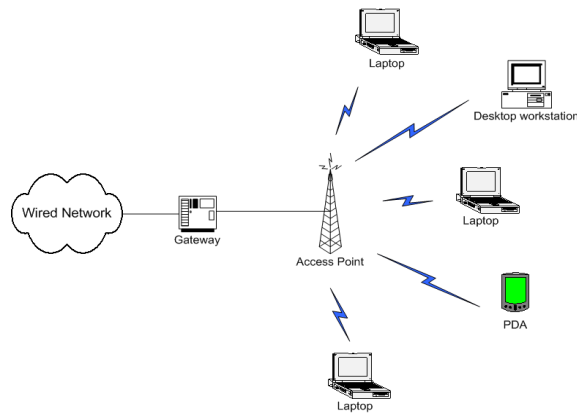 Laptop
Desktop workstation
Wired Network
Gateway
Access Point
Laptop
PDA
Laptop